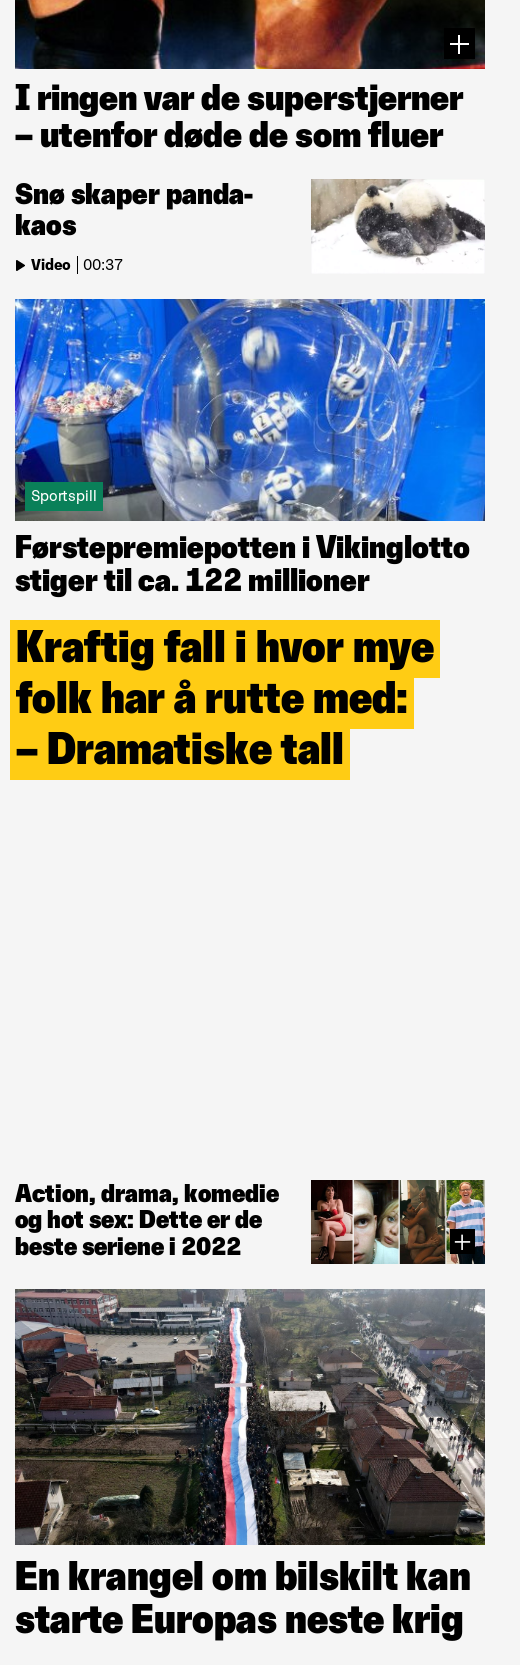 I ringen var de superstjerner
– utenfor døde de som fluer
Snø skaper panda-
kaos
Video | 00:37
Sportspill
Førstepremiepotten i Vikinglotto
stiger til ca. 122 millioner
Kraftig fall i hvor mye
folk har å rutte med:
– Dramatiske tall
Action, drama, komedie
og hot sex: Dette er de
beste seriene i 2022
En krangel om bilskilt kan
starte Europas neste krig